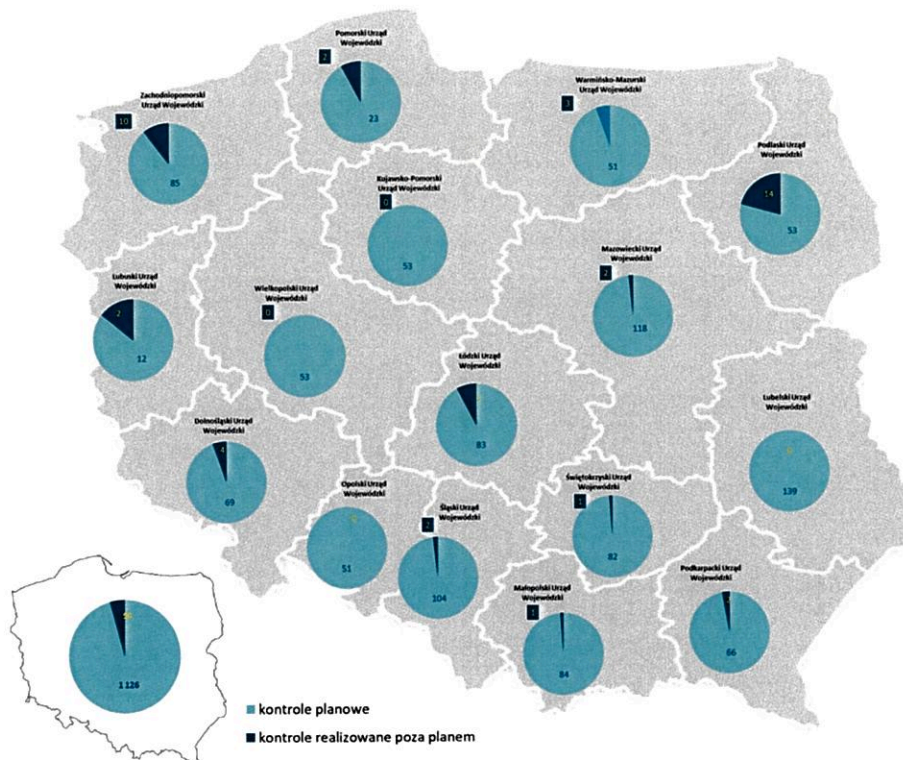 Pomorski Urząd
Wojewódzki
2
23
Warmińsko-Mazurski
Urząd Wojewódzki
3
51
Zachodniopomorski
Urząd Wojewódzki
10
85
Podlaski Urząd
Wojewódzki
14
53
Kujawsko-Pomorski
Urząd Wojewódzki
0
53
Mazowiecki Urząd
Wojewódzki
2
118
Lubuski Urząd
Wojewódzki
2
12
Wielkopolski Urząd
Wojewódzki
0
53
Łódzki Urząd
Wojewódzki
83
Lubelski Urząd
Wojewódzki
139
Dolnośląski Urząd
Wojewódzki
4
69
Opolski Urząd
Wojewódzki
51
Śląski Urząd
Wojewódzki
2
104
Świętokrzyski Urząd
Wojewódzki
1
82
Małopolski Urząd
Wojewódzki
1
84
Podkarpacki Urząd
Wojewódzki
66
1 126
kontrole planowe
kontrole realizowane poza planem